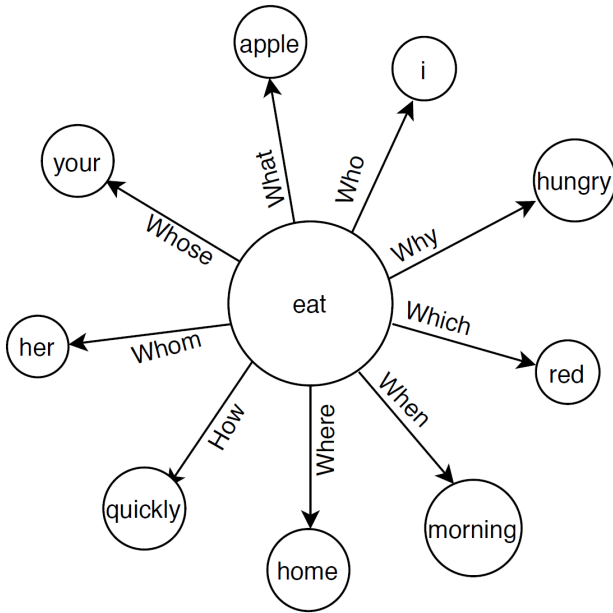 apple
i
What
Who
your
hungry
Whose
Why
eat
Which
her
Whom
red
When
How
Where
quickly
morning
home